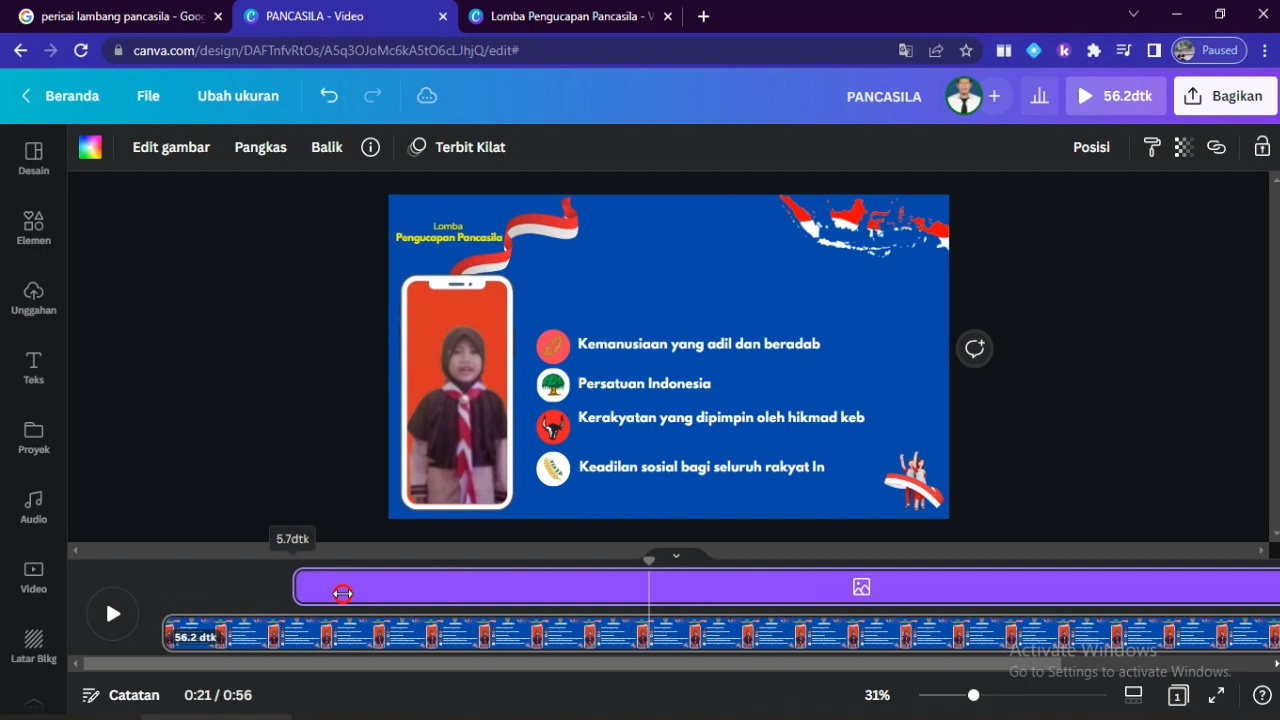 perisai lambang pancasila - Goo
PANCASILA - Video
Lomba Pengucapan Pancasila - V
canva.com/design/DAFTnfvRtOs/A5q3OJoMc6kA5tO6cLJhjQ/edit#
Paused
Beranda
File
Ubah ukuran
PANCASILA
56.2dtk
Bagikan
Desain
Edit gambar
Pangkas
Balik
Terbit Kilat
Posisi
Elemen
Unggahan
Teks
Proyek
Audio
Video
Latar Blkg
Lomba
Pengucapan Pancasila
Kemanusiaan yang adil dan beradab
Persatuan Indonesia
Kerakyatan yang dipimpin oleh hikmad keb
Keadilan sosial bagi seluruh rakyat In
5.7dtk
56.2 dtk
Activate Windows
Go to Settings to activate Windows.
Catatan
0:21 / 0:56
31%
1